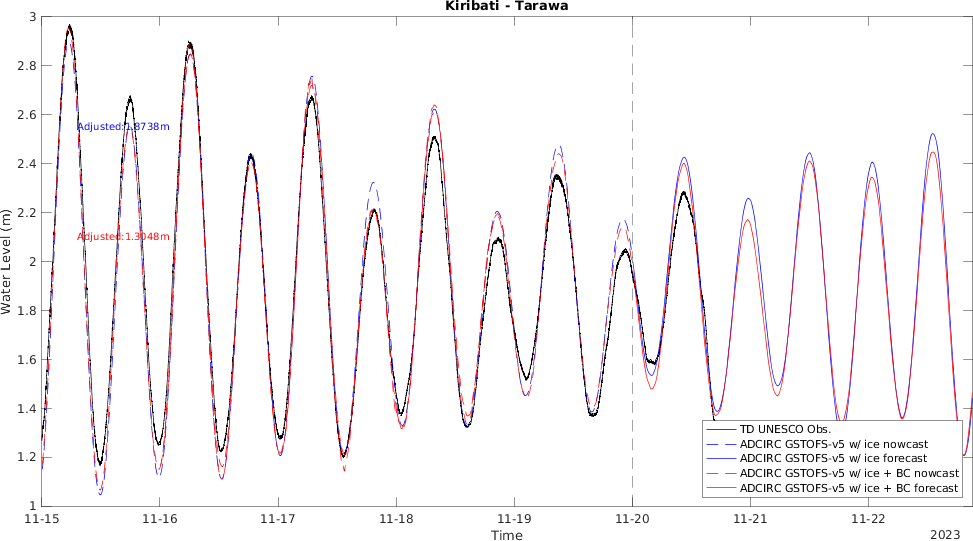 Kiribati - Tarawa
3
2.8
2.6
Adjusted:1.8738m
2.4
2.2
Adjusted:1.3048m
2
1.8
1.6
1.4
1.2
1
Water Level (m)
TD UNESCO Obs.
ADCIRC GSTOFS-v5 w/ ice nowcast
ADCIRC GSTOFS-v5 w/ ice forecast
ADCIRC GSTOFS-v5 w/ ice + BC nowcast
ADCIRC GSTOFS-v5 w/ ice + BC forecast
11-15 11-16 11-17 11-18 11-19 11-20 11-21 11-22
Time
2023